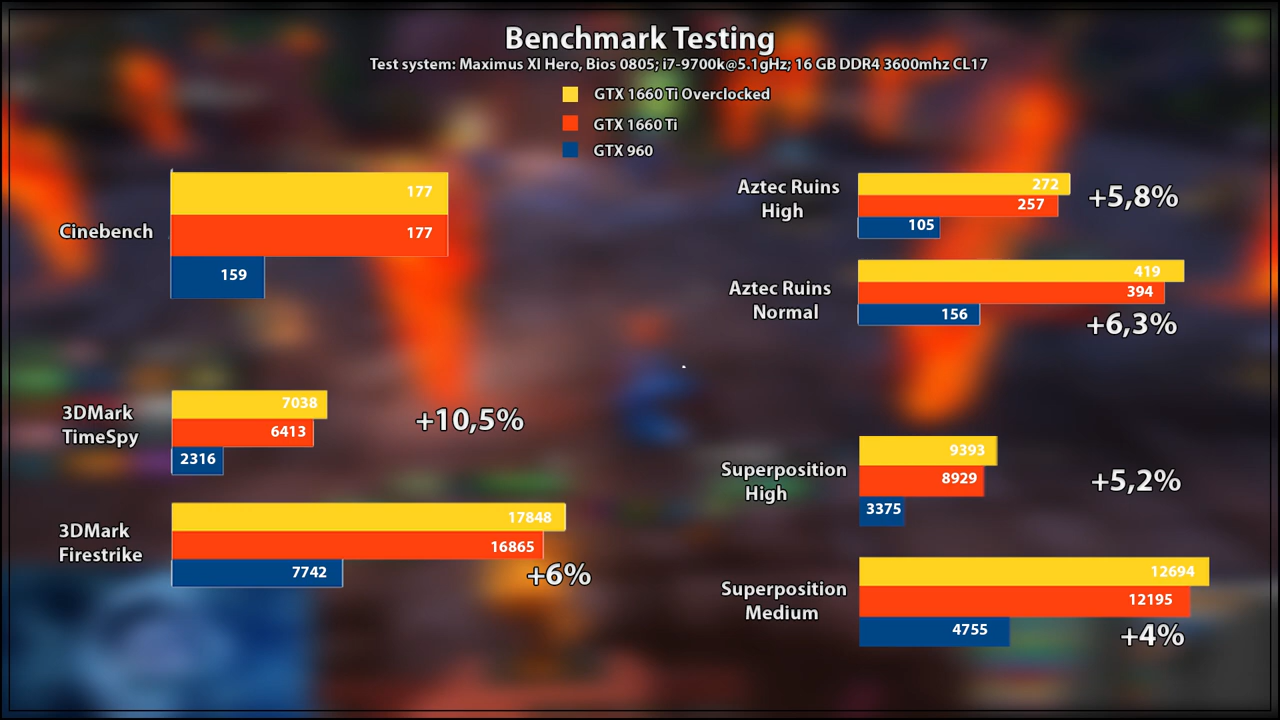 Benchmark Testing
Test system: Maximus XI Hero, Bios 0805; i7-9700k@5.1gHz; 16 GB DDR4 3600mhz CL17
GTX 1660 Ti Overclocked
GTX 1660 Ti
GTX 960
Cinebench
177
177
159
3DMark
TimeSpy
7038
6413
2316
+10,5%
3DMark
Firestrike
17848
16865
7742
+6%
Aztec Ruins
High
272
257
105
+5,8%
Aztec Ruins
Normal
419
394
156
+6,3%
Superposition
High
9393
8929
3375
+5,2%
Superposition
Medium
12694
12195
4755
+4%